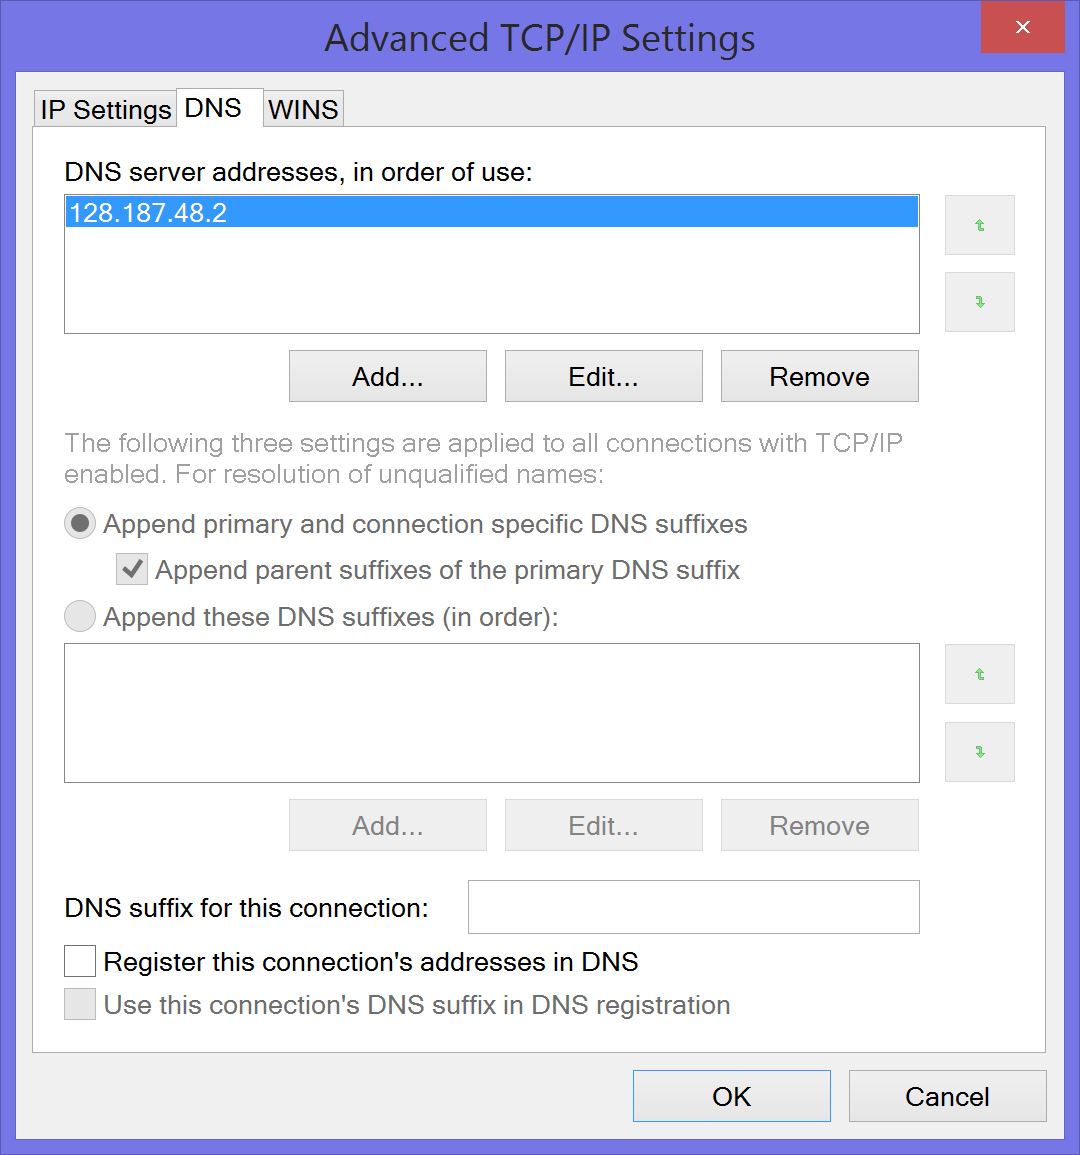 Advanced TCP/IP Settings
IP Settings DNS WINS
DNS server addresses, in order of use:
128.187.48.2
Add... Edit... Remove
The following three settings are applied to all connections with TCP/IP
enabled. For resolution of unqualified names:
Append primary and connection specific DNS suffixes
Append parent suffixes of the primary DNS suffix
Append these DNS suffixes (in order):
Add... Edit... Remove
DNS suffix for this connection:
Register this connection's addresses in DNS
Use this connection's DNS suffix in DNS registration
OK Cancel